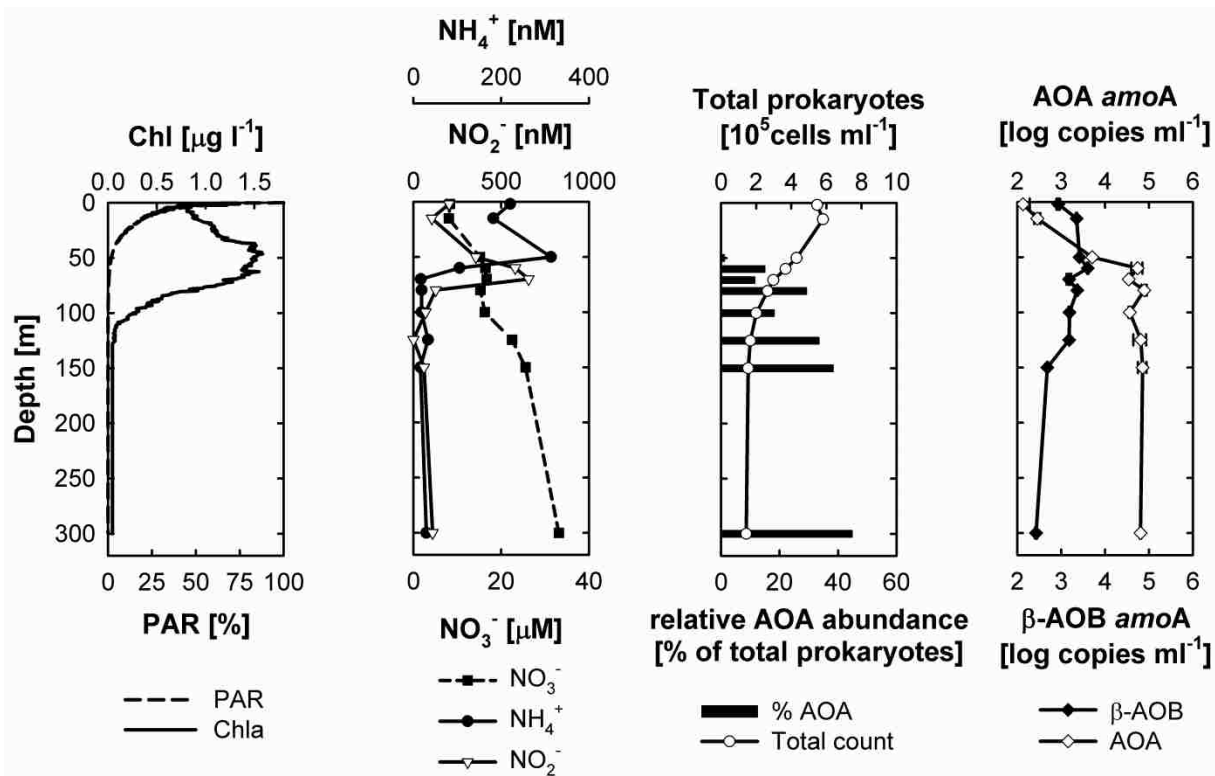 NH₄⁺ [nM]
0 200 400
Chl [μg l⁻¹]
0.0 0.5 1.0 1.5
NO₂⁻ [nM]
0 500 1000
Total prokaryotes
[10⁵cells ml⁻¹]
0 2 4 6 8 10
AOA amoA
[log copies ml⁻¹]
2 3 4 5 6
Depth [m]
0
50
100
150
200
250
300
0 25 50 75 100
PAR [%]
0 20 40
NO₃⁻ [μM]
0 10 20 30 40 50 60
relative AOA abundance
[% of total prokaryotes]
2 3 4 5 6
β-AOB amoA
[log copies ml⁻¹]
PAR
Chla
NO₃⁻
NH₄⁺
NO₂⁻
% AOA
Total count
β-AOB
AOA